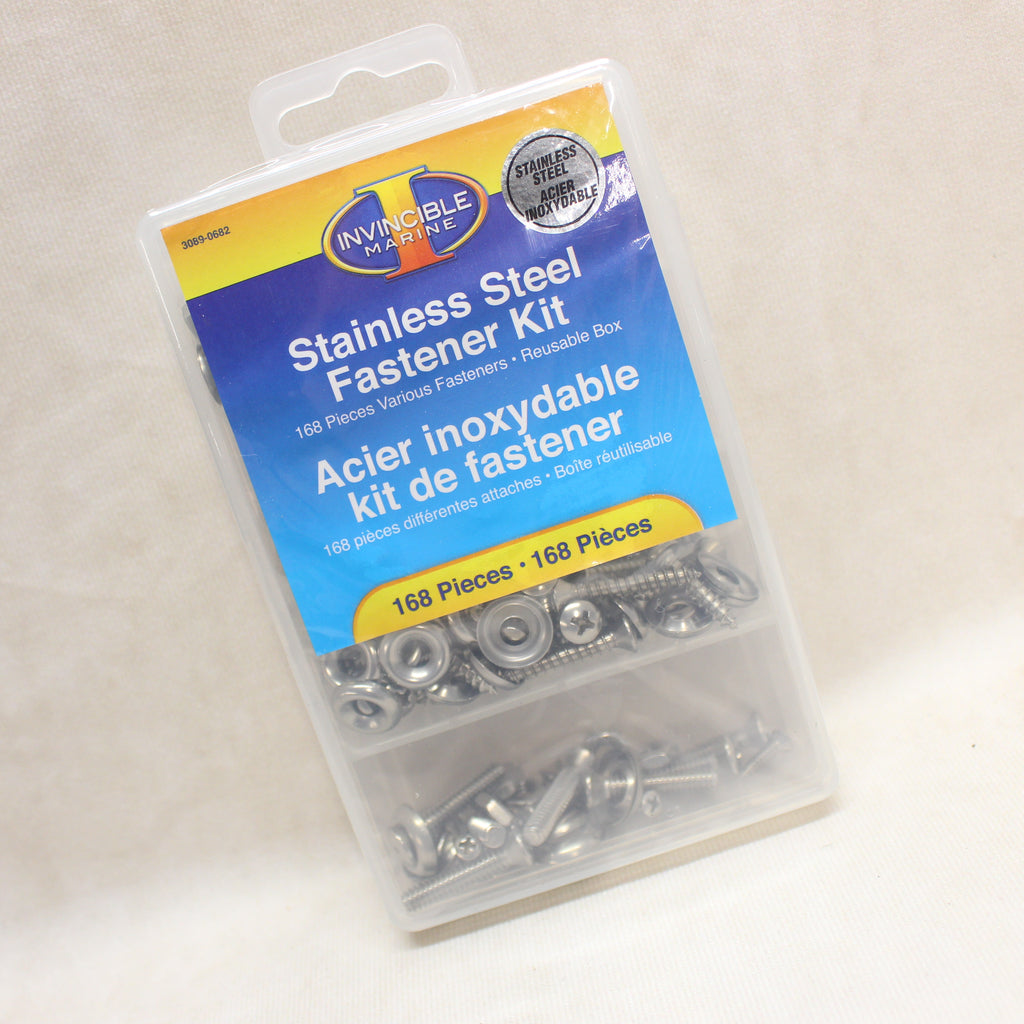 3089-0682
INVINCIBLE
MARINE
STAINLESS
STEEL
ACIER
INOXYDABLE
Stainless Steel
Fastener Kit
168 Pieces Various Fasteners • Reusable Box
Acier inoxydable
kit de fastener
168 pièces différentes attaches • Boîte réutilisable
168 Pieces • 168 Pièces